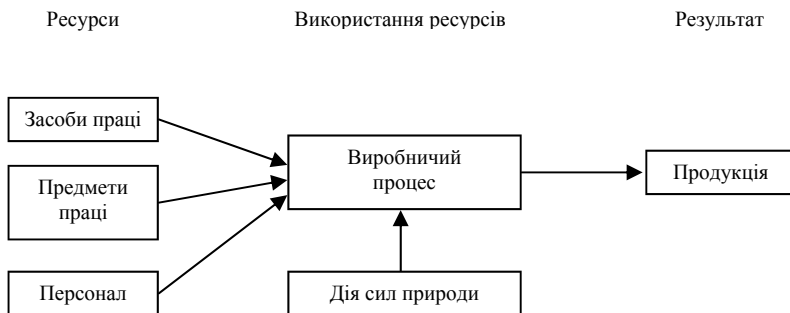 Ресурси
Використання ресурсів
Результат
Засоби праці
Предмети
праці
Персонал
Виробничий
процес
Дія сил природи
Продукція